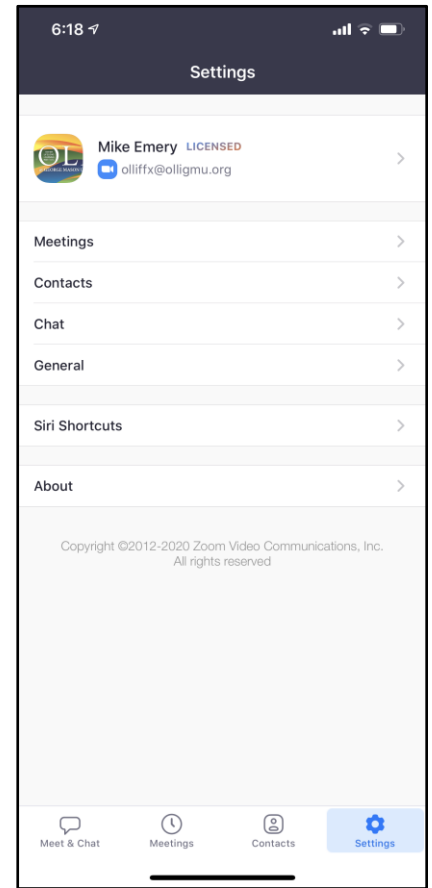 6:18
Settings
OL
Mike Emery LICENSED
olliffx@olligmu.org
Meetings
Contacts
Chat
General
Siri Shortcuts
About
Copyright ©2012-2020 Zoom Video Communications, Inc.
All rights reserved
Meet & Chat Meetings Contacts Settings